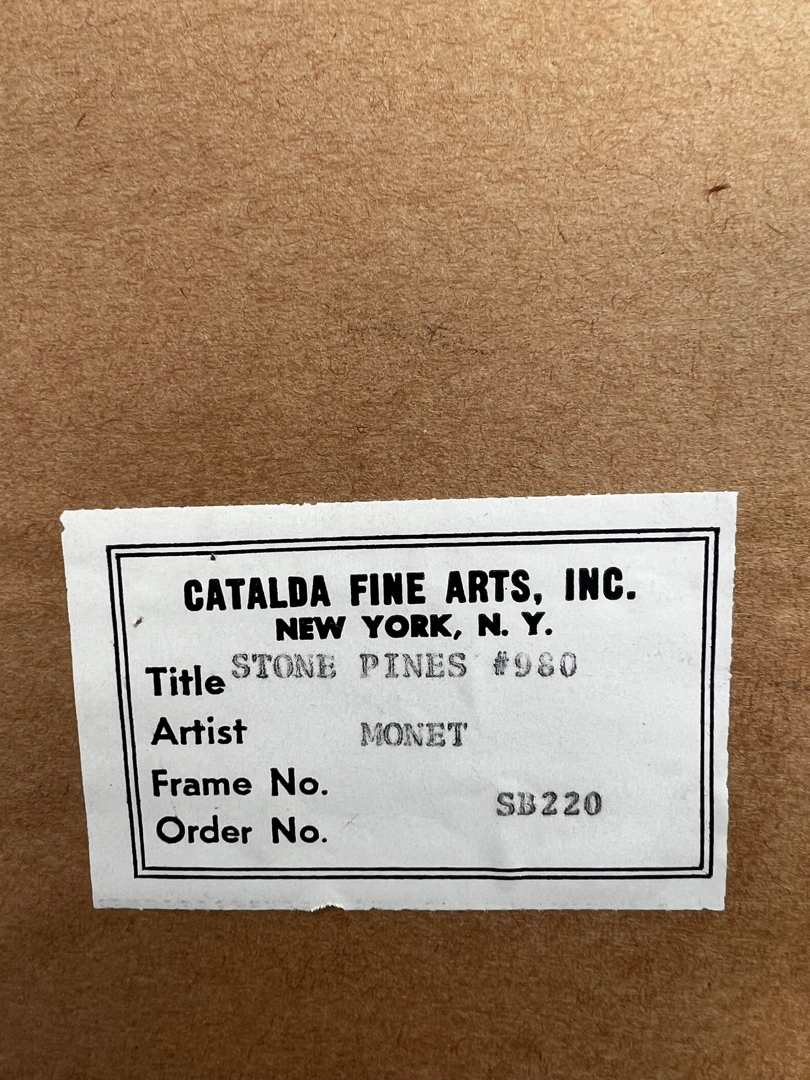 CATALDA FINE ARTS, INC.
NEW YORK, N. Y.
Title STONE PINES #980
Artist MONET
Frame No. SB220
Order No.